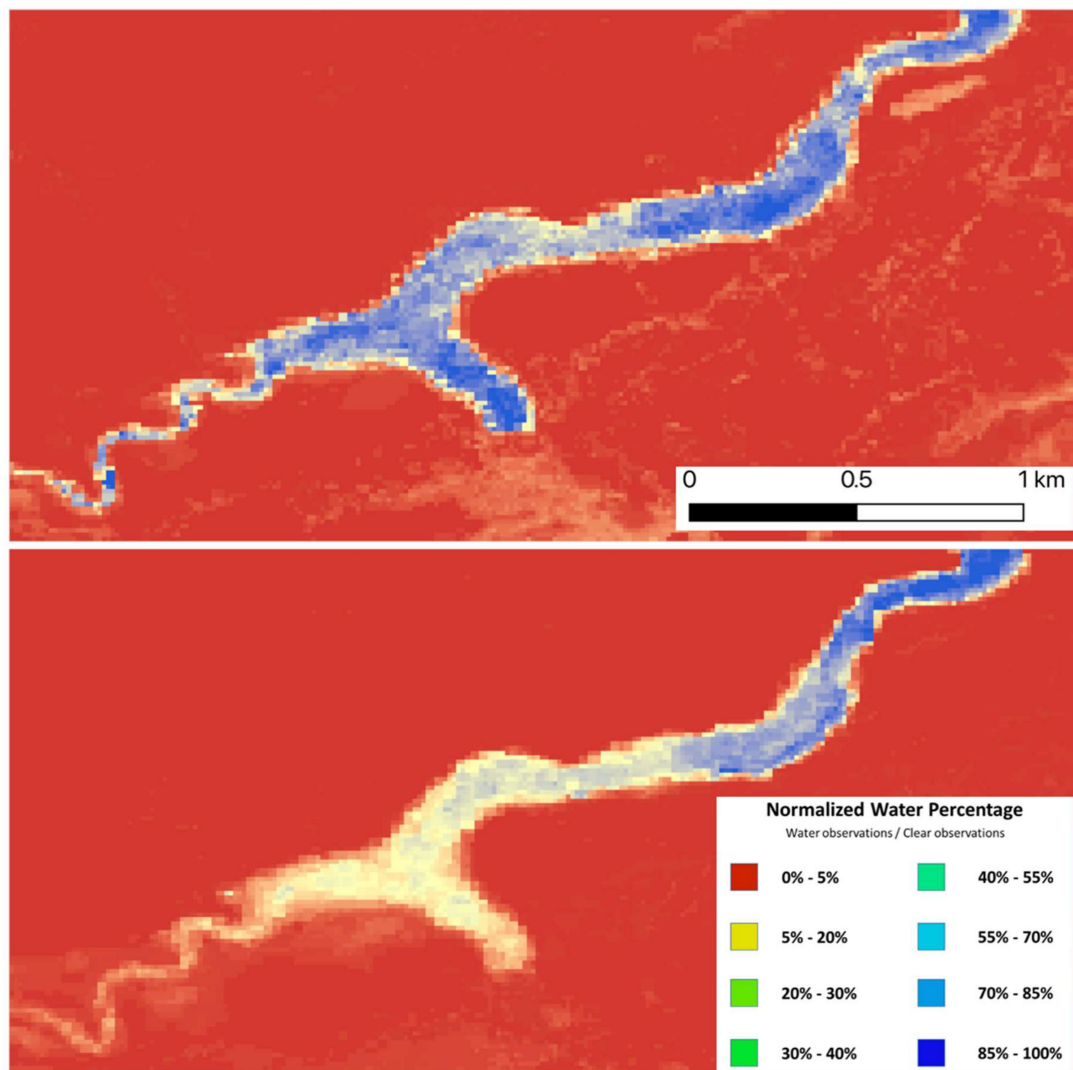 0 0.5 1 km
Normalized Water Percentage
Water observations / Clear observations
0% - 5% 40% - 55%
5% - 20% 55% - 70%
20% - 30% 70% - 85%
30% - 40% 85% - 100%